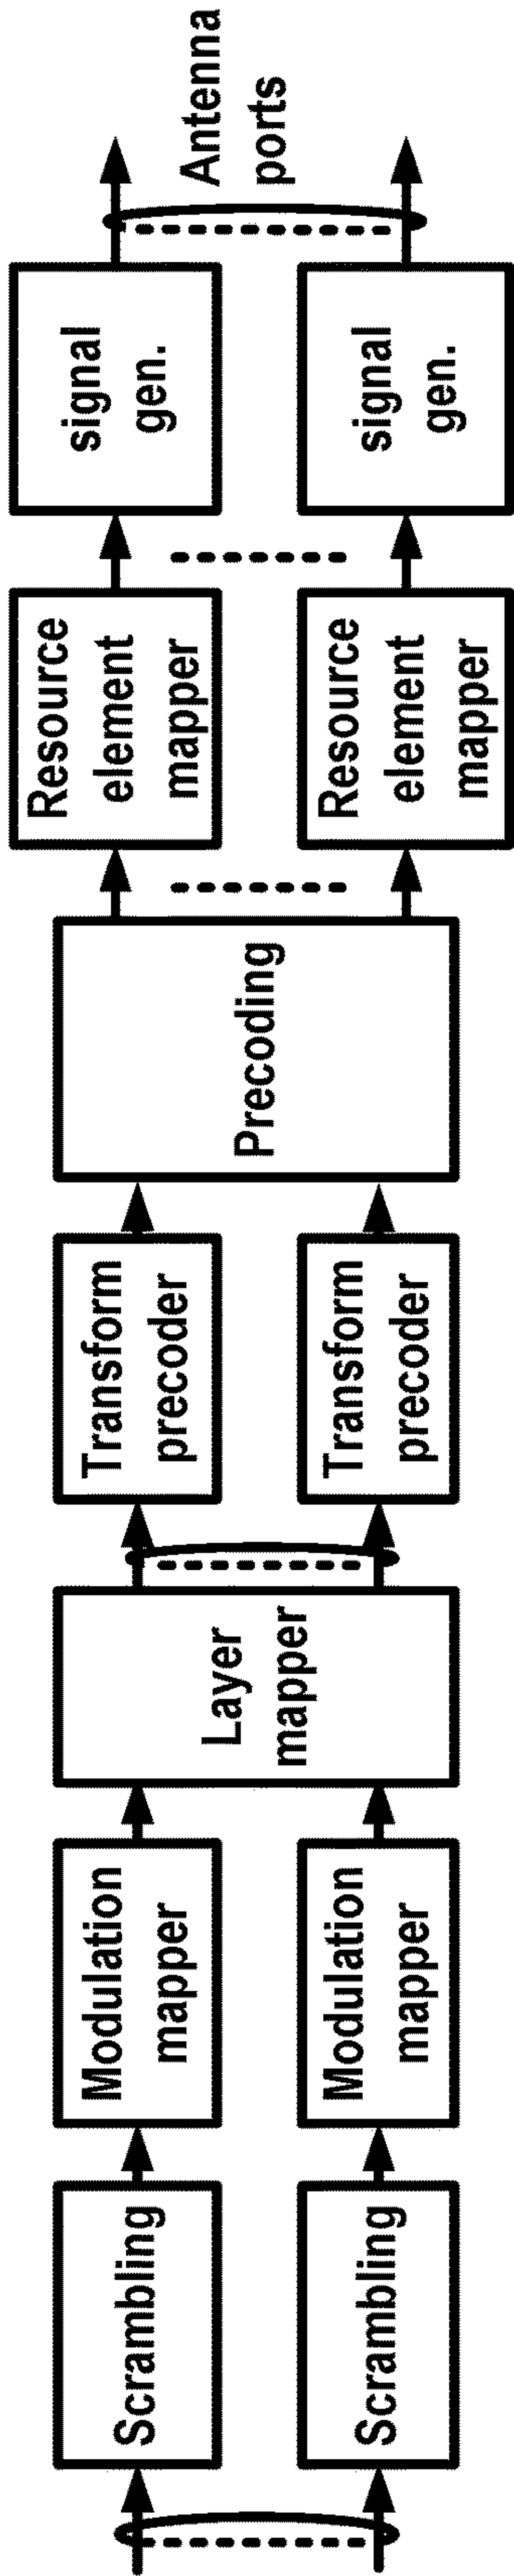 Scrambling
Scrambling
Modulation
mapper
Modulation
mapper
Layer
mapper
Transform
precoder
Transform
precoder
Precoding
Resource
element
mapper
Resource
element
mapper
signal
gen.
signal
gen.
Antenna
ports